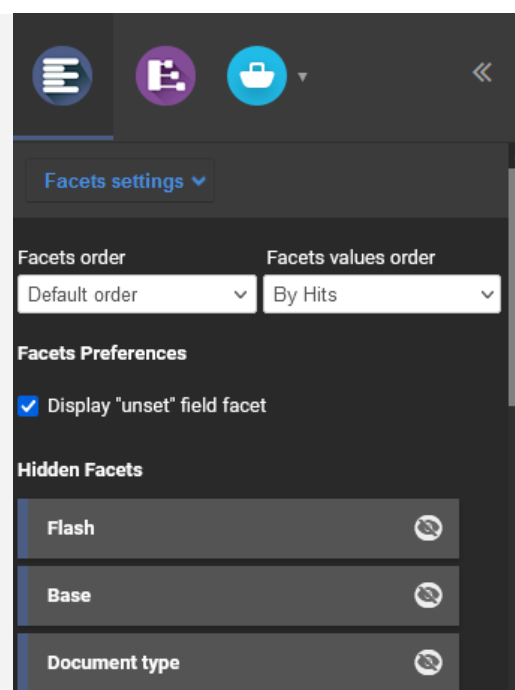 Facets settings
Facets order
Facets values order
Default order
By Hits
Facets Preferences
Display "unset" field facet
Hidden Facets
Flash
Base
Document type